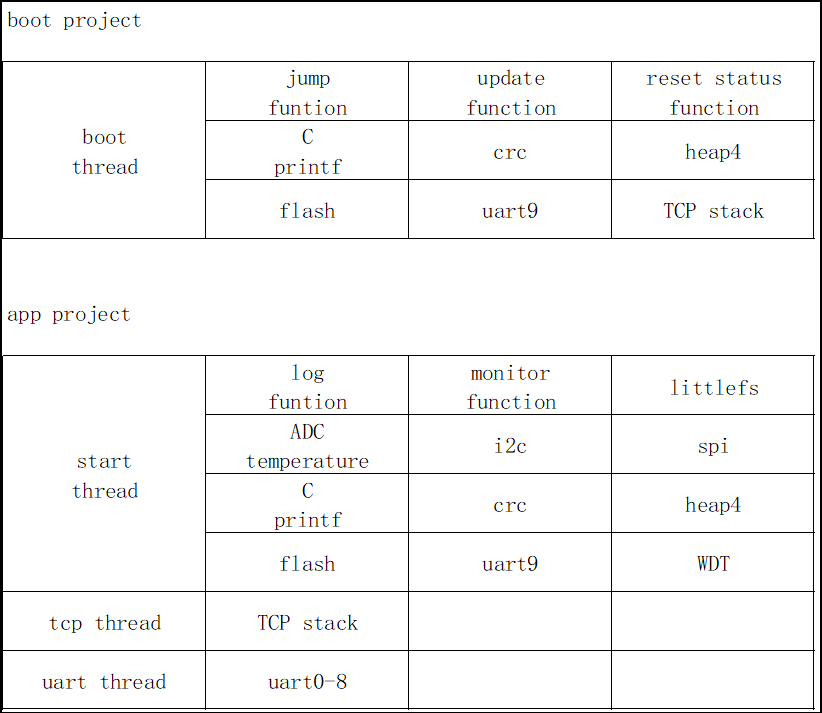 boot project
boot
thread
jump
funtion
update
function
reset status
function
C
printf
crc
heap4
flash
uart9
TCP stack
app project
start
thread
log
funtion
monitor
function
littlefs
ADC
temperature
i2c
spi
C
printf
crc
heap4
flash
uart9
WDT
tcp thread
TCP stack
uart thread
uart0-8